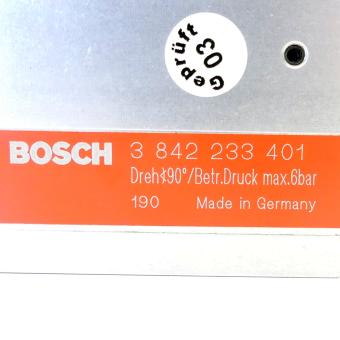 Geprüft
03
BOSCH 3 842 233 401
Dreh∢90°/Betr.Druck max.6bar
190 Made in Germany